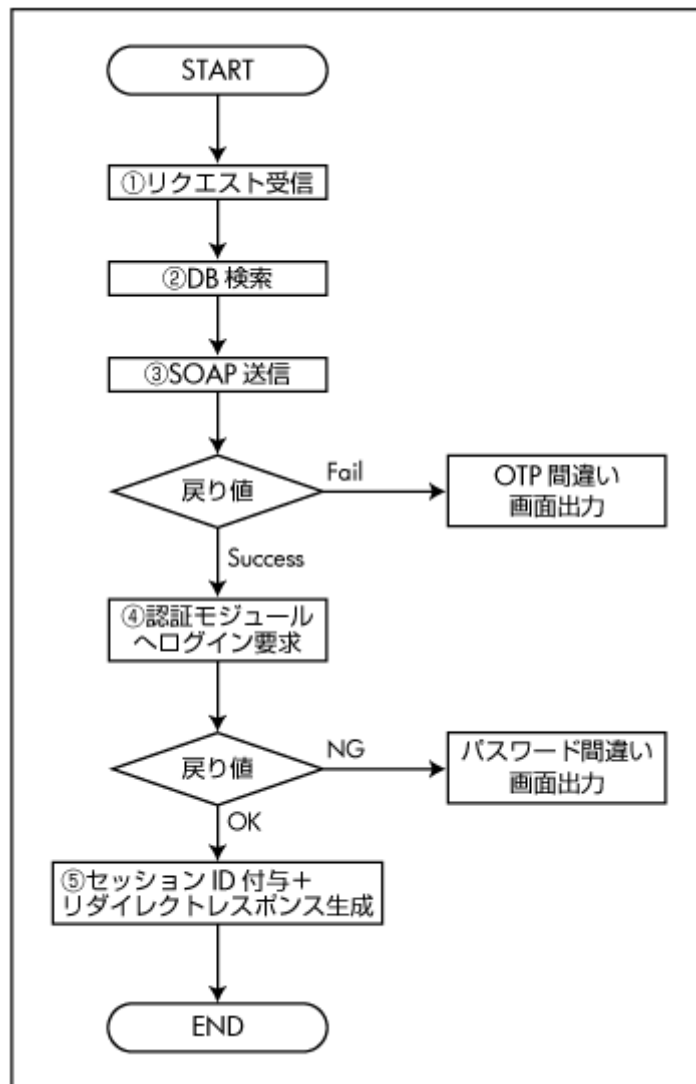 START
①リクエスト受信
②DB 検索
③SOAP 送信
戻り値
Fail
OTP 間違い
画面出力
Success
④認証モジュール
へログイン要求
戻り値
NG
パスワード間違い
画面出力
OK
⑤セッション ID 付与＋
リダイレクトレスポンス生成
END